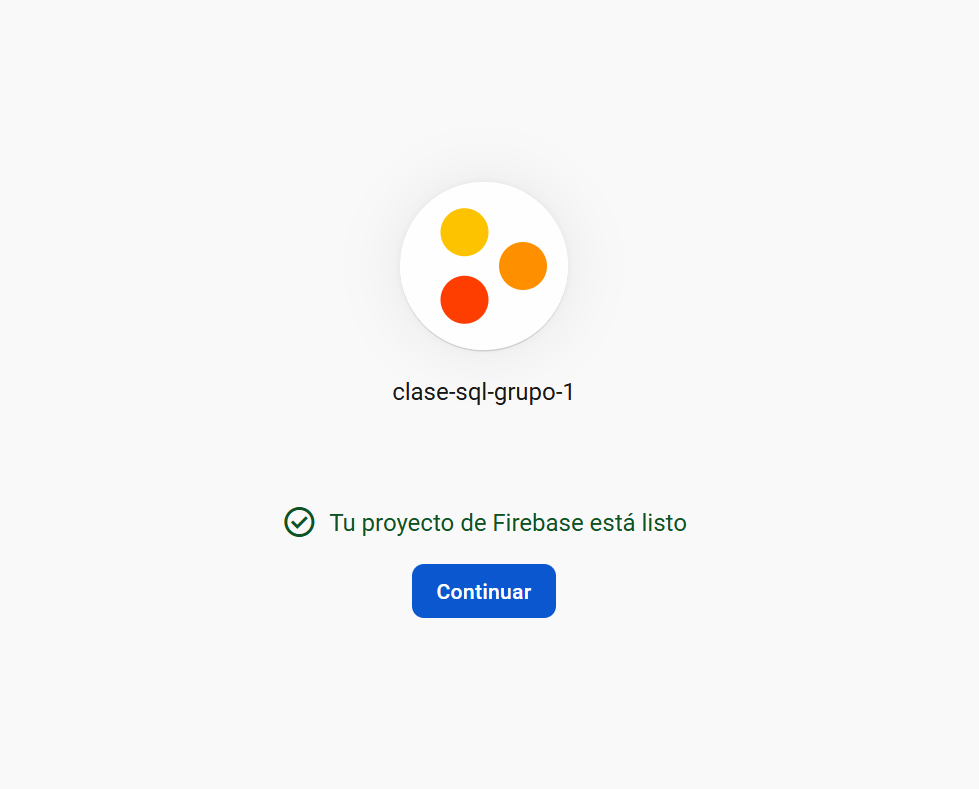 clase-sql-grupo-1
Tu proyecto de Firebase está listo
Continuar